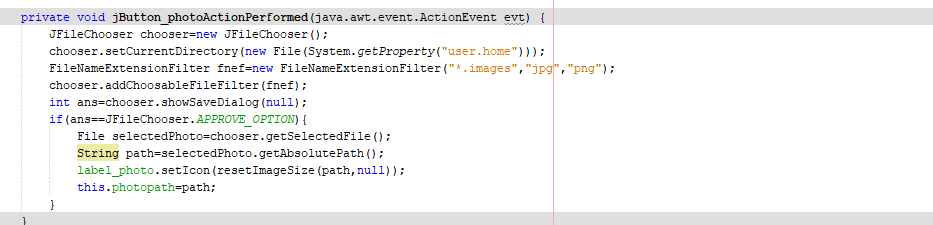 private void jButton_photoActionPerformed(java.awt.event.ActionEvent evt) {
JFileChooser chooser=new JFileChooser();
chooser.setCurrentDirectory(new File(System.getProperty("user.home")));
FileNameExtensionFilter fnef=new FileNameExtensionFilter("*.images","jpg","png");
chooser.addChoosableFileFilter(fnef);
int ans=chooser.showSaveDialog(null);
if(ans==JFileChooser.APPROVE_OPTION){
File selectedPhoto=chooser.getSelectedFile();
String path=selectedPhoto.getAbsolutePath();
label_photo.setIcon(resetImageSize(path,null));
this.photopath=path;
}
}